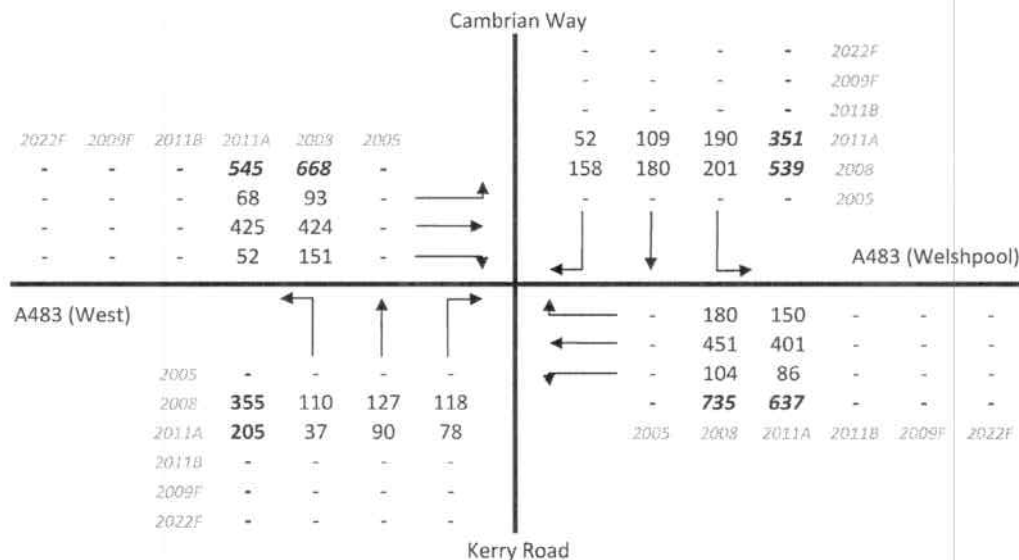 Cambrian Way
- - - - 2022F
- - - - 2009F
- - - - 2011B
52 109 190 351 2011A
158 180 201 539 2008
- - - - 2005
2022F 2009F 2011B 2011A 2008 2005
- - - 545 668 -
- - - 68 93 -
- - - 425 424 -
- - - 52 151 -
A483 (Welshpool)
A483 (West)
- 180 150 - - -
- 451 401 - - -
- 104 86 - - -
- 735 637 - - -
2005 2008 2011A 2011B 2009F 2022F
2005 - - - -
2008 355 110 127 118
2011A 205 37 90 78
2011B - - - -
2009F - - - -
2022F - - - -
Kerry Road